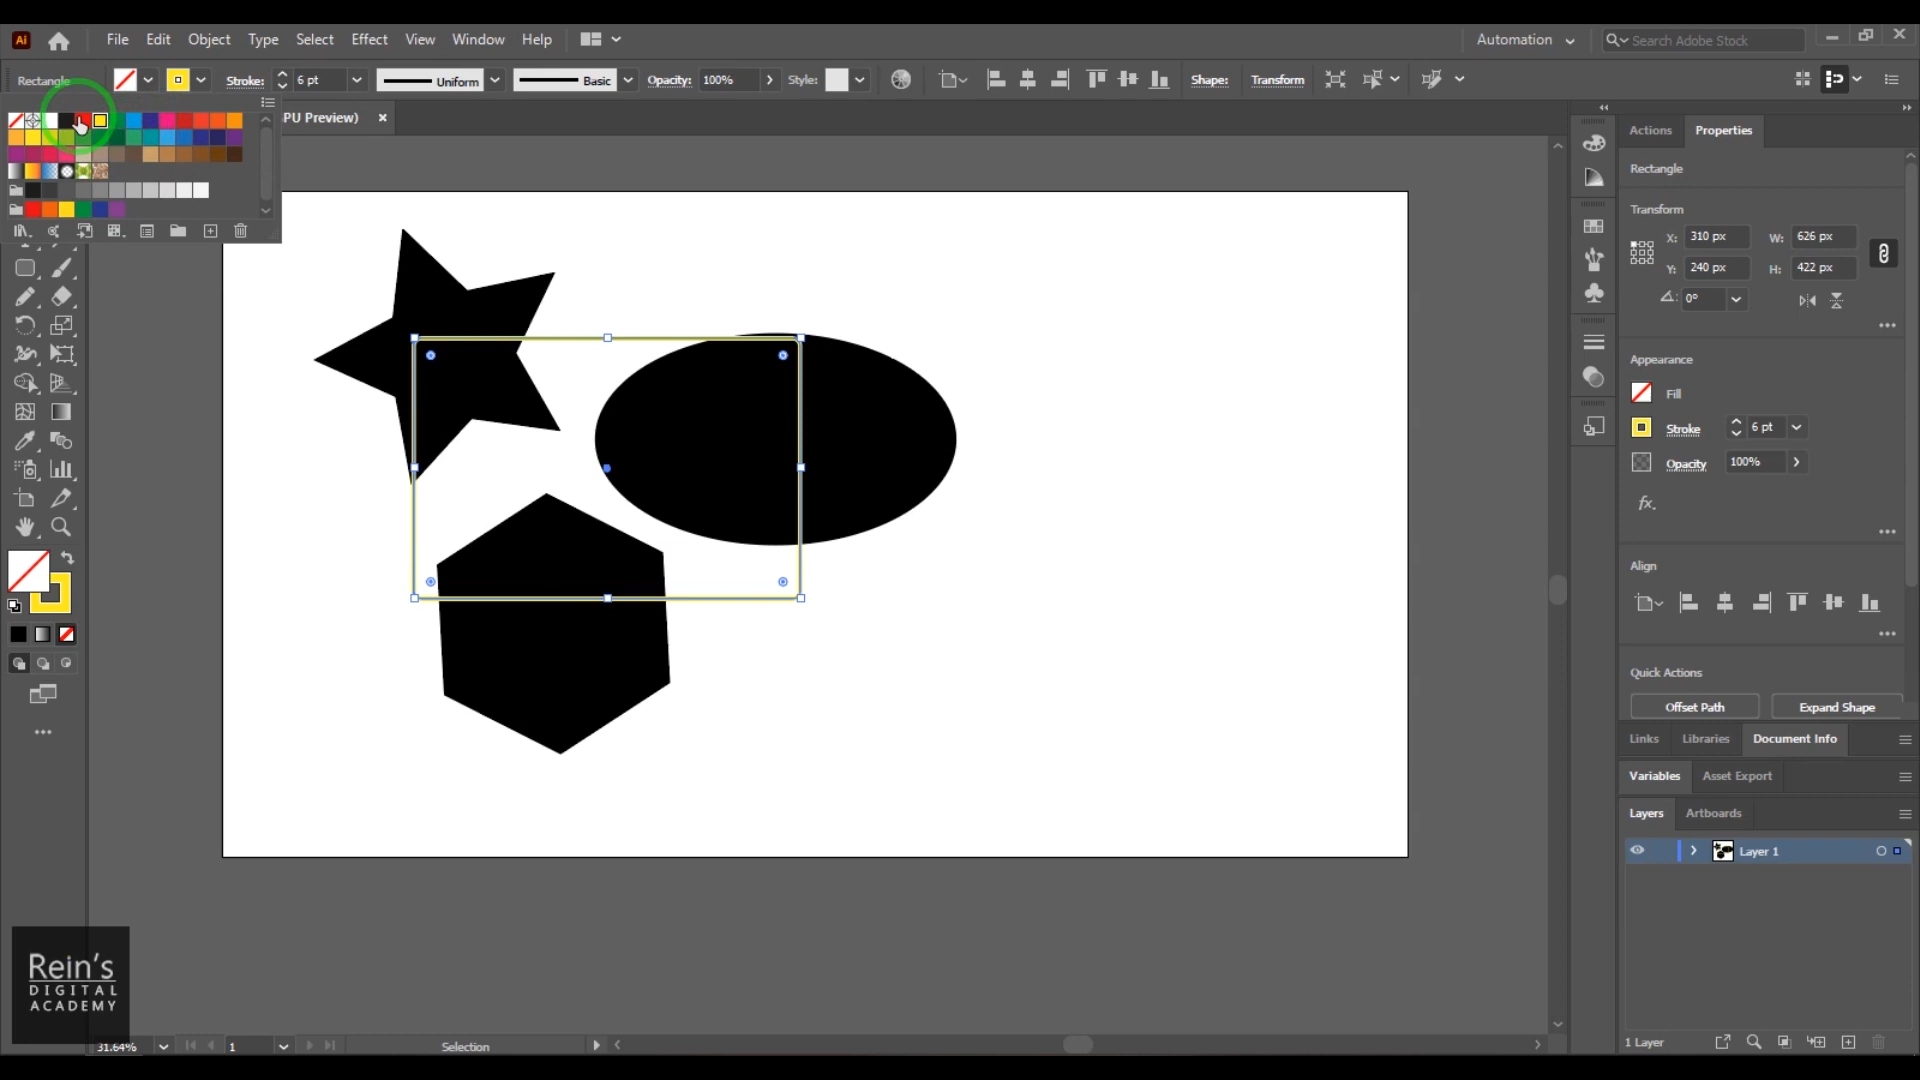 Ai File Edit Object Type Select Effect View Window Help Automation Search Adobe Stock
Rectangle Stroke: 6 pt Uniform Basic Opacity: 100% Style: Shape: Transform
PU Preview) ×
Actions Properties
Rectangle
Transform
X: 310 px W: 626 px
Y: 240 px H: 422 px
0°
Appearance
Fill
Stroke 6 pt
Opacity 100%
fx.
Align
Quick Actions
Offset Path Expand Shape
Links Libraries Document Info
Variables Asset Export
Layers Artboards
Layer 1
Rein's
DIGITAL
ACADEMY
31.64% 1 Selection
1 Layer